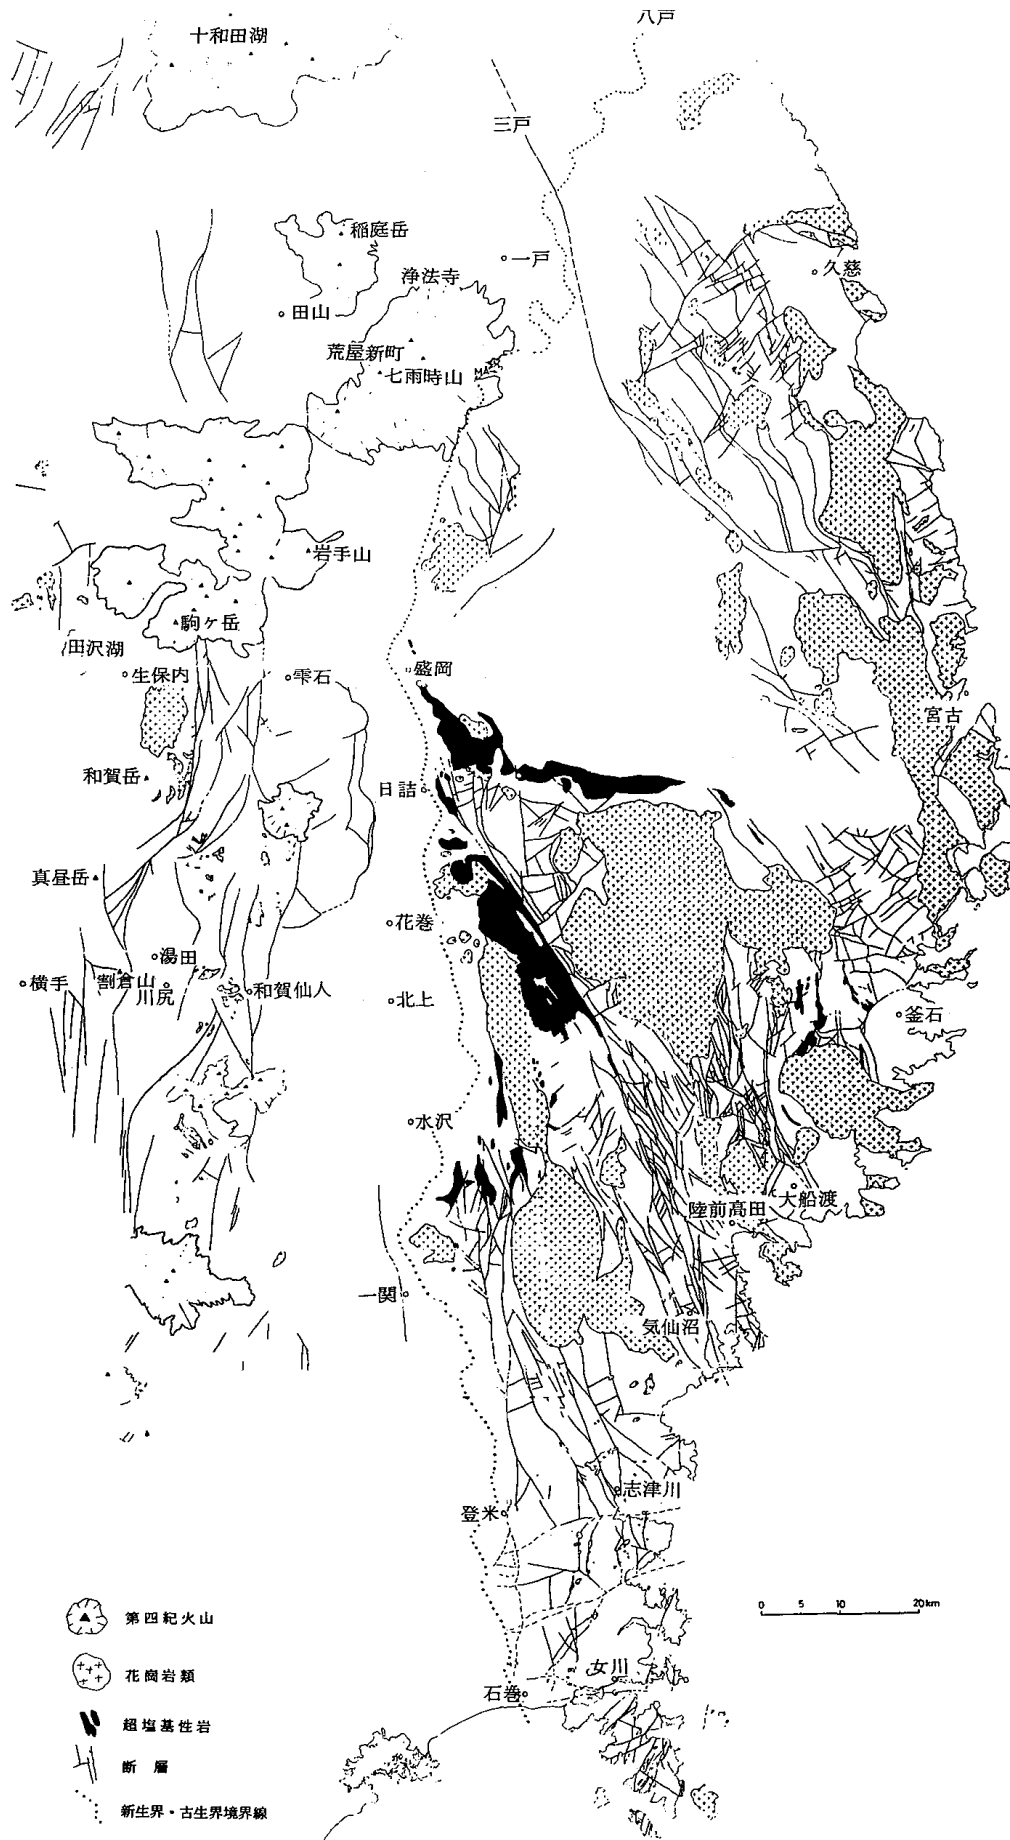 八戸
十和田湖
三戸
稲庭岳
一戸
久慈
浄法寺
田山
荒屋新町
七雨時山
岩手山
駒ヶ岳
田沢湖
生保内
雫石
盛岡
宮古
和賀岳
日詰
真昼岳
花巻
湯田
横手
割倉山
川尻
和賀仙人
北上
釜石
水沢
陸前高田
大船渡
一関
気仙沼
志津川
登米
女川
石巻
第四紀火山
花崗岩類
超塩基性岩
断層
新生界・古生界境界線
0 5 10 20km